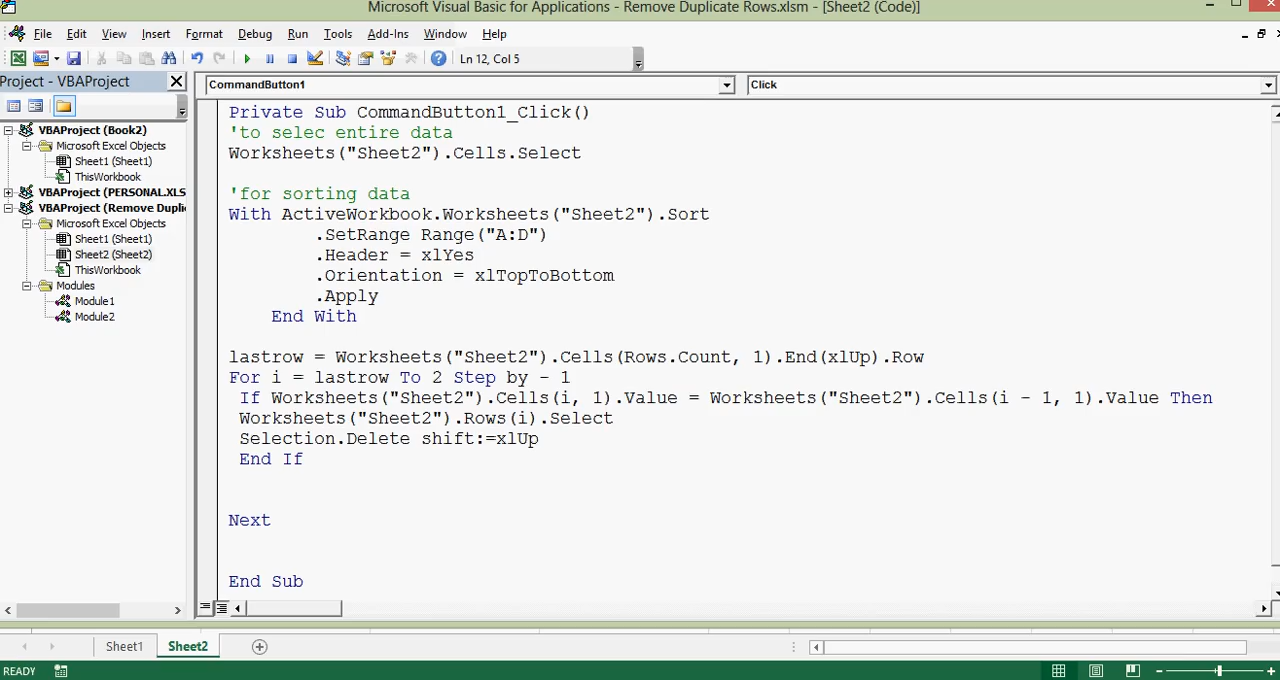 Microsoft Visual Basic for Applications - Remove Duplicate Rows.xlsm - [Sheet2 (Code)]
File Edit View Insert Format Debug Run Tools Add-Ins Window Help
Ln 12, Col 5
Project - VBAProject
CommandButton1
Click
VBAProject (Book2)
Microsoft Excel Objects
Sheet1 (Sheet1)
ThisWorkbook
VBAProject (PERSONAL.XLS
VBAProject (Remove Dupli
Microsoft Excel Objects
Sheet1 (Sheet1)
Sheet2 (Sheet2)
ThisWorkbook
Modules
Module1
Module2
Private Sub CommandButton1_Click()
'to selec entire data
Worksheets("Sheet2").Cells.Select
'for sorting data
With ActiveWorkbook.Worksheets("Sheet2").Sort
.SetRange Range("A:D")
.Header = xlYes
.Orientation = xlTopToBottom
.Apply
End With
lastrow = Worksheets("Sheet2").Cells(Rows.Count, 1).End(xlUp).Row
For i = lastrow To 2 Step by - 1
If Worksheets("Sheet2").Cells(i, 1).Value = Worksheets("Sheet2").Cells(i - 1, 1).Value Then
Worksheets("Sheet2").Rows(i).Select
Selection.Delete shift:=xlUp
End If
Next
End Sub
Sheet1 Sheet2
READY